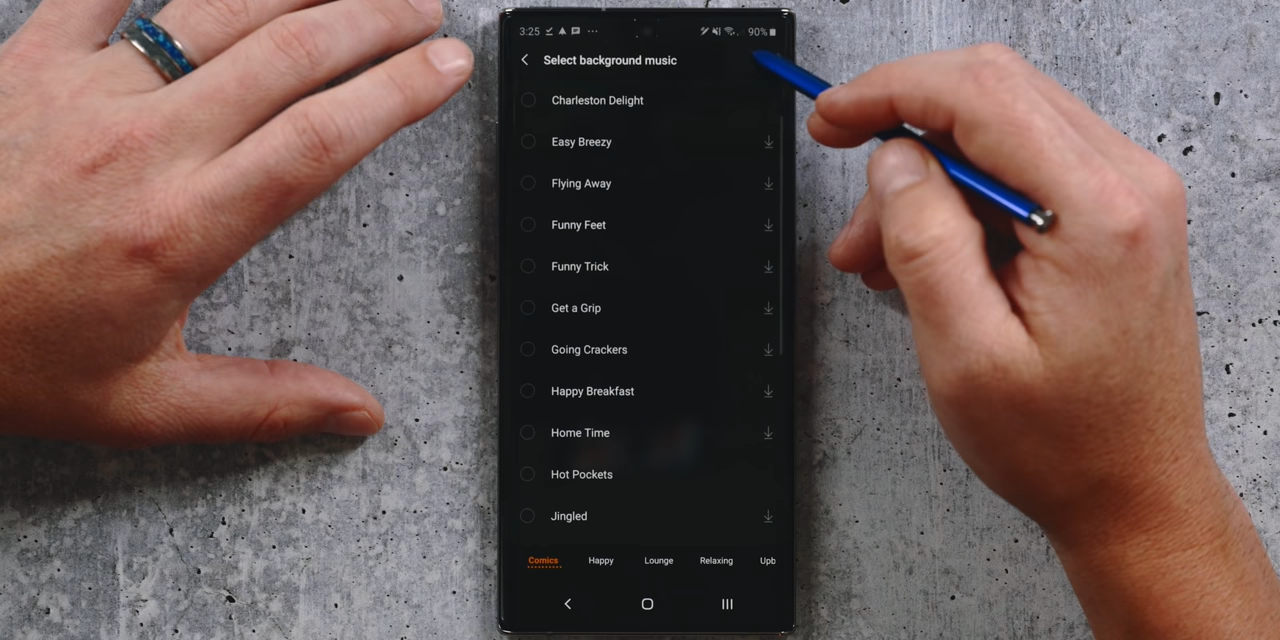 3:25 90%
Select background music
Charleston Delight
Easy Breezy
Flying Away
Funny Feet
Funny Trick
Get a Grip
Going Crackers
Happy Breakfast
Home Time
Hot Pockets
Jingled
Comics Happy Lounge Relaxing Upb